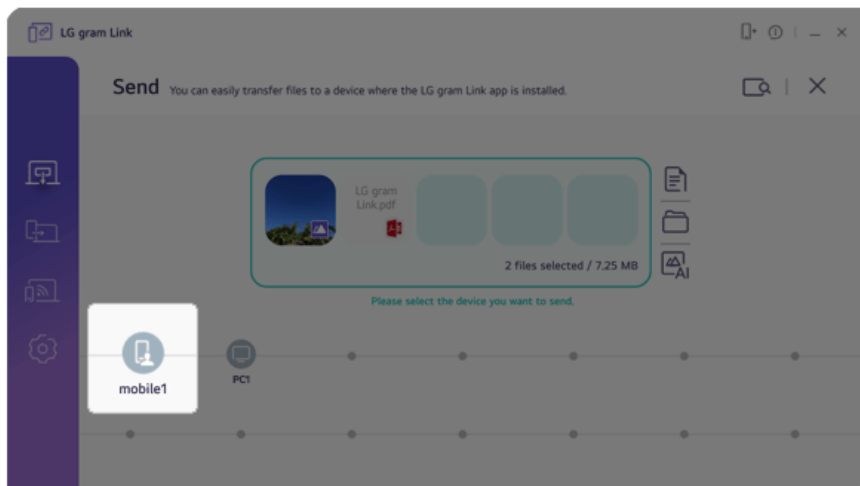 LG gram Link
Send You can easily transfer files to a device where the LG gram Link app is installed.
LG gram
Link.pdf
2 files selected / 7.25 MB
AI
Please select the device you want to send.
mobile1
PC1